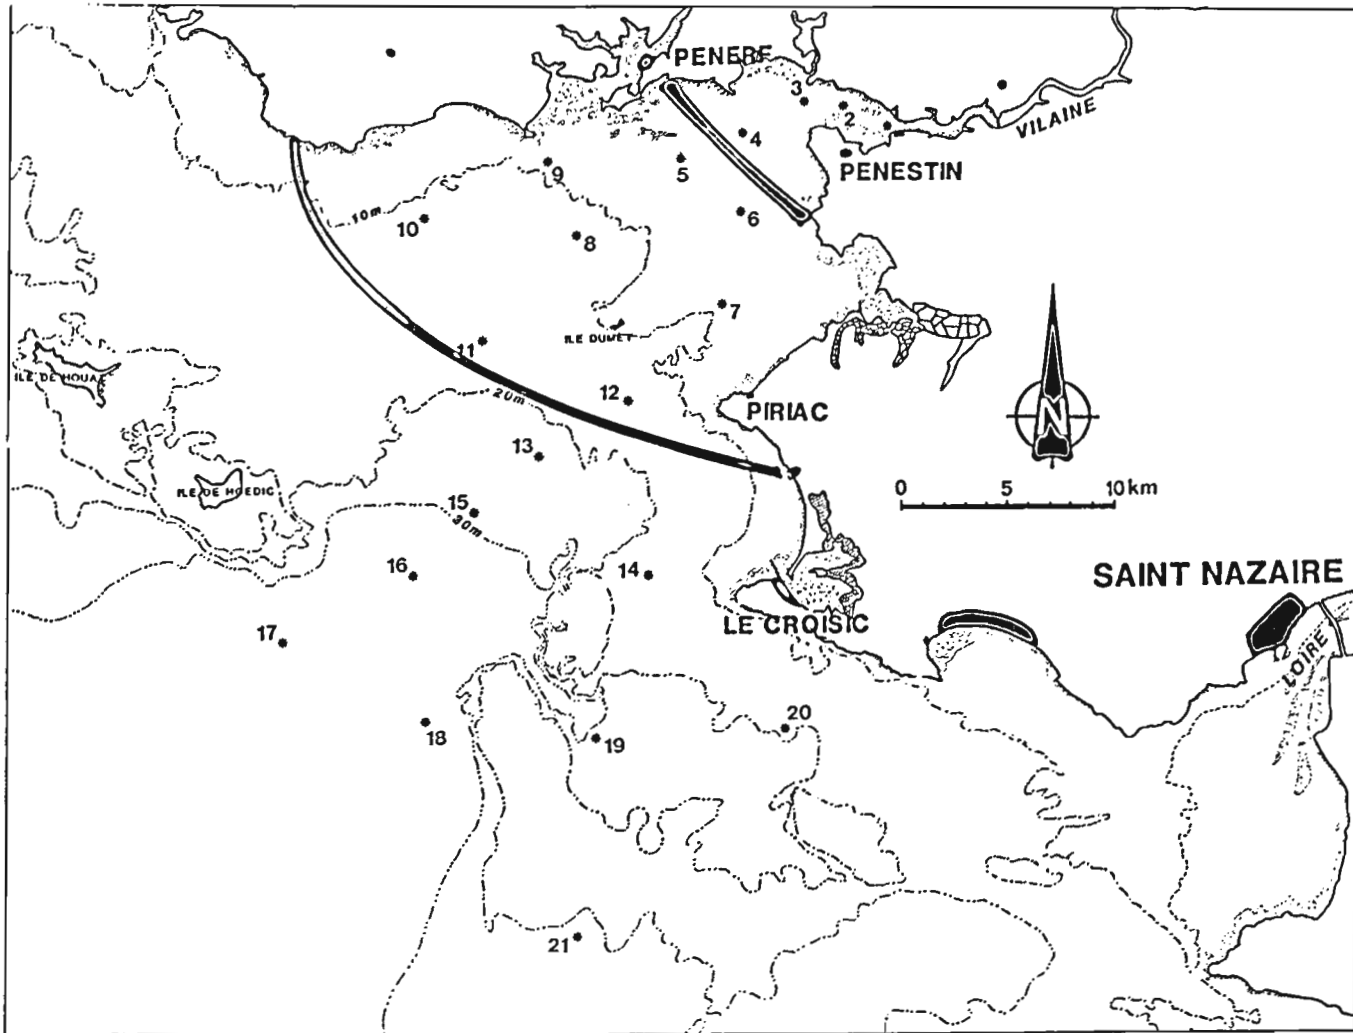 PENERF
VILAINE
1
2
3
4
5
6
PENESTIN
9
10
10m
8
7
ILE DUMET
11
12
20m
ILE DE HOUAT
PIRIAC
N
13
ILE DE HOEDIC
15
30m
0 5 10 km
16
14
SAINT NAZAIRE
LE CROISIC
LOIRE
17
18
19
20
21